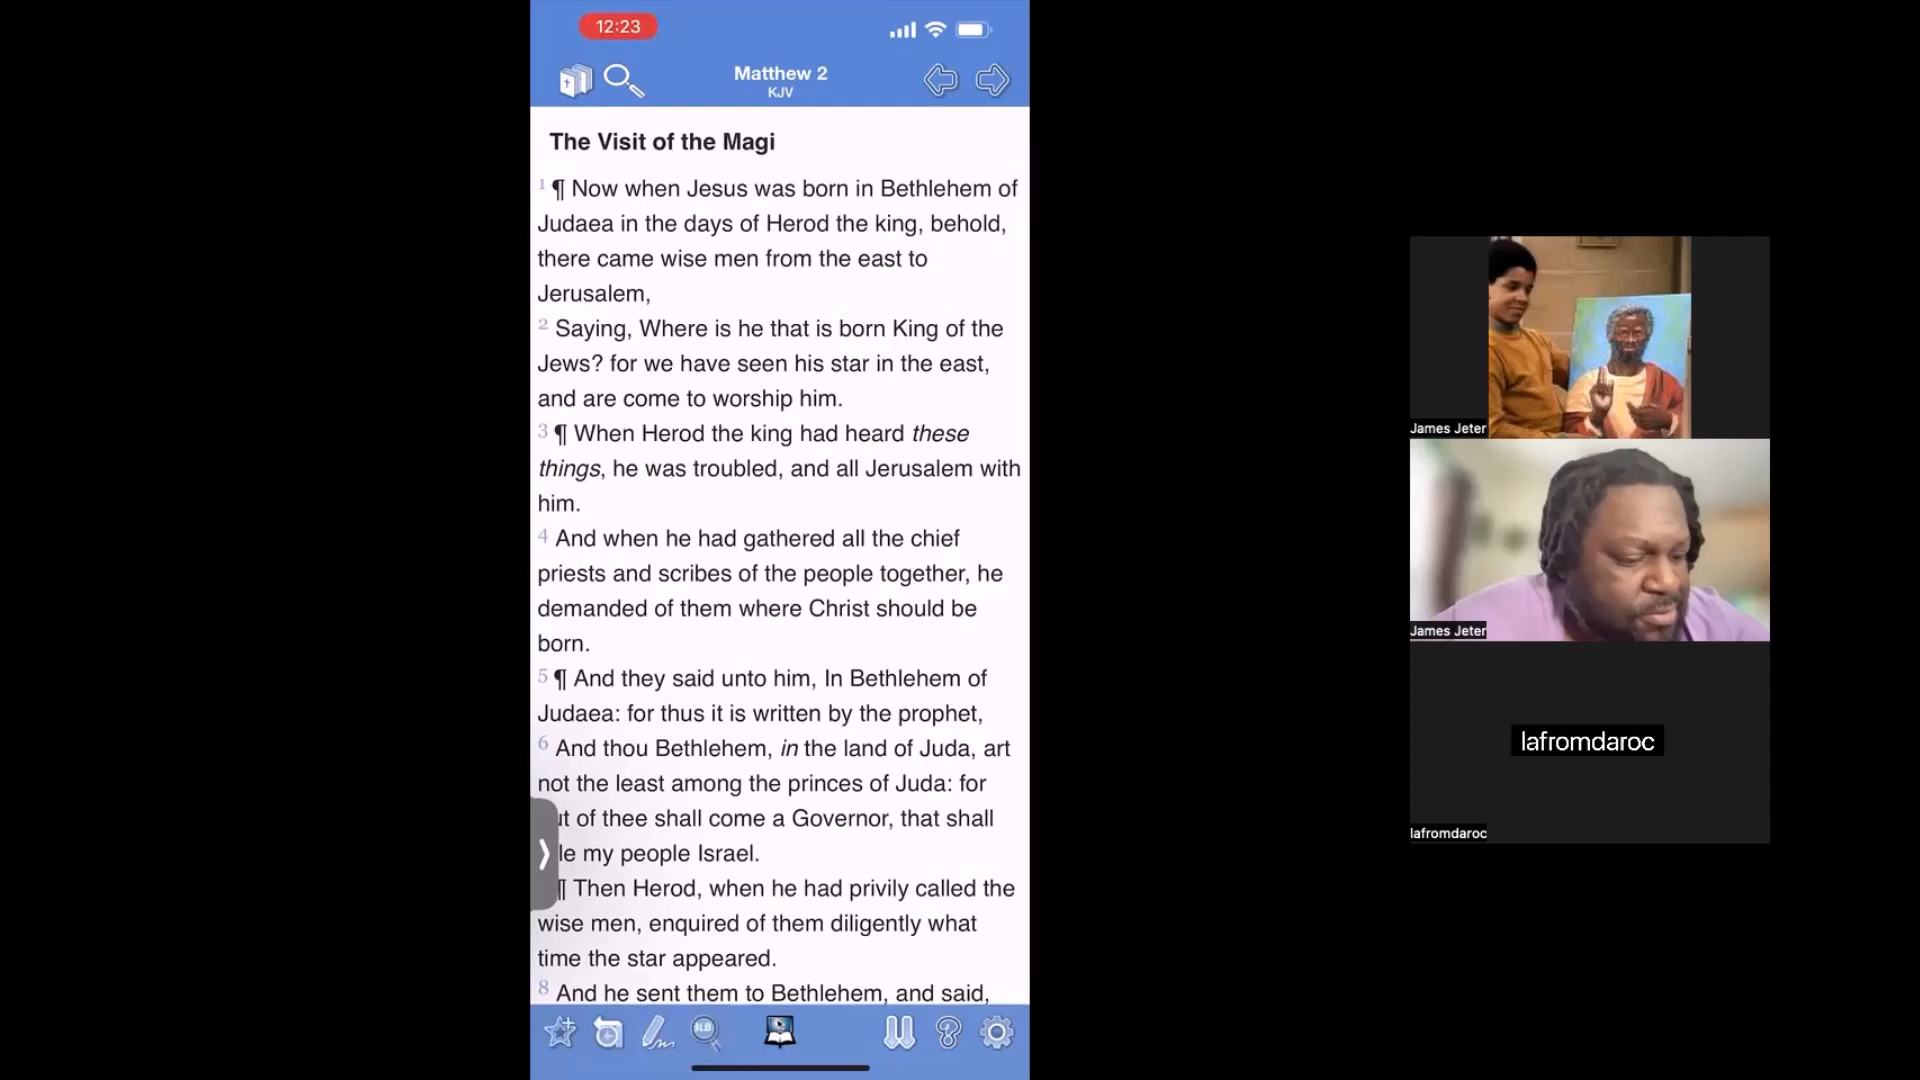 12:23
Matthew 2
KJV
The Visit of the Magi
1 ¶ Now when Jesus was born in Bethlehem of
Judaea in the days of Herod the king, behold,
there came wise men from the east to
Jerusalem,
2 Saying, Where is he that is born King of the
Jews? for we have seen his star in the east,
and are come to worship him.
3 ¶ When Herod the king had heard these
things, he was troubled, and all Jerusalem with
him.
4 And when he had gathered all the chief
priests and scribes of the people together, he
demanded of them where Christ should be
born.
5 ¶ And they said unto him, In Bethlehem of
Judaea: for thus it is written by the prophet,
6 And thou Bethlehem, in the land of Juda, art
not the least among the princes of Juda: for
of thee shall come a Governor, that shall
my people Israel.
¶ Then Herod, when he had privily called the
wise men, enquired of them diligently what
time the star appeared.
8 And he sent them to Bethlehem, and said,
BLB
James Jeter
James Jeter
lafromdaroc
lafromdaroc